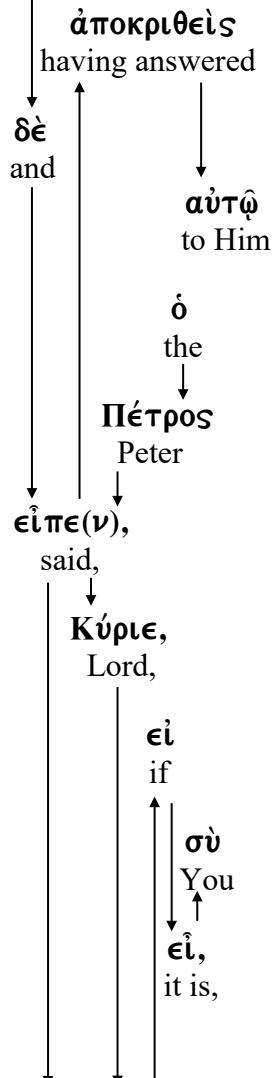 ἀποκριθεὶς
having answered
δὲ
and
αὐτῷ
to Him
ὁ
the
Πέτρος
Peter
εἶπε(ν),
said,
Κύριε,
Lord,
εἰ
if
σὺ
You
εἶ,
it is,